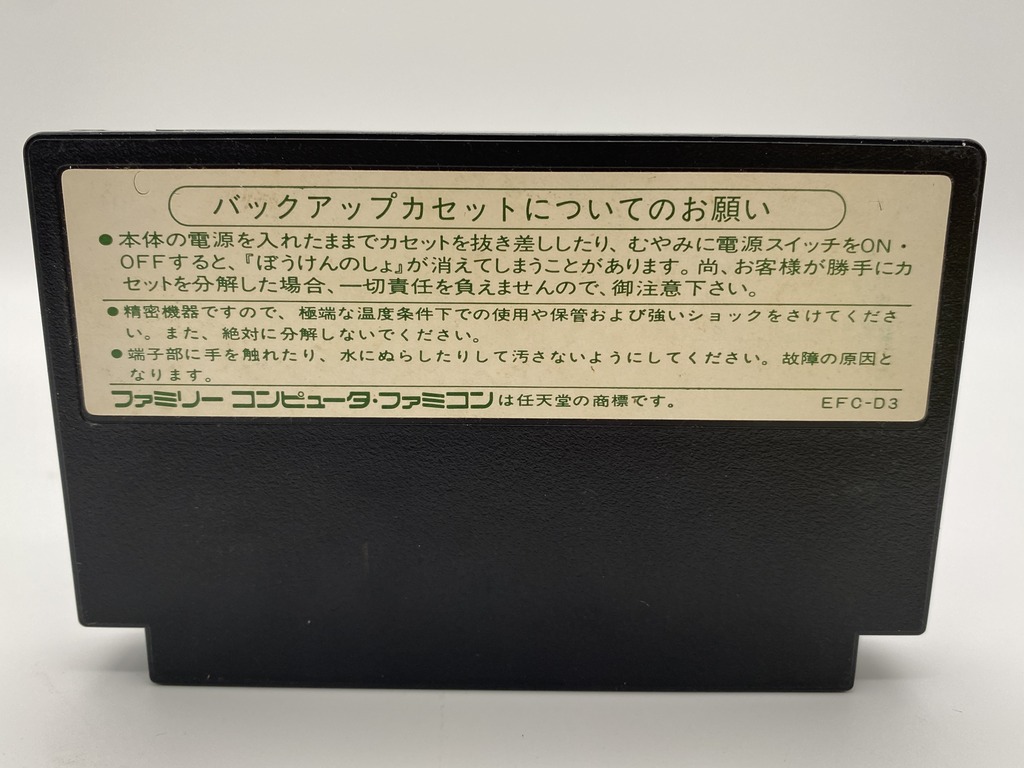 バックアップカセットについてのお願い
●本体の電源を入れたままでカセットを抜き差ししたり、むやみに電源スイッチをON・
OFFすると、『ぼうけんのしょ』が消えてしまうことがあります。尚、お客様が勝手にカ
セットを分解した場合、一切責任を負えませんので、御注意下さい。
●精密機器ですので、極端な温度条件下での使用や保管および強いショックをさけてくださ
い。また、絶対に分解しないでください。
●端子部に手を触れたり、水にぬらしたりして汚さないようにしてください。故障の原因と
なります。
ファミリーコンピュータ・ファミコンは任天堂の商標です。 EFC-D3